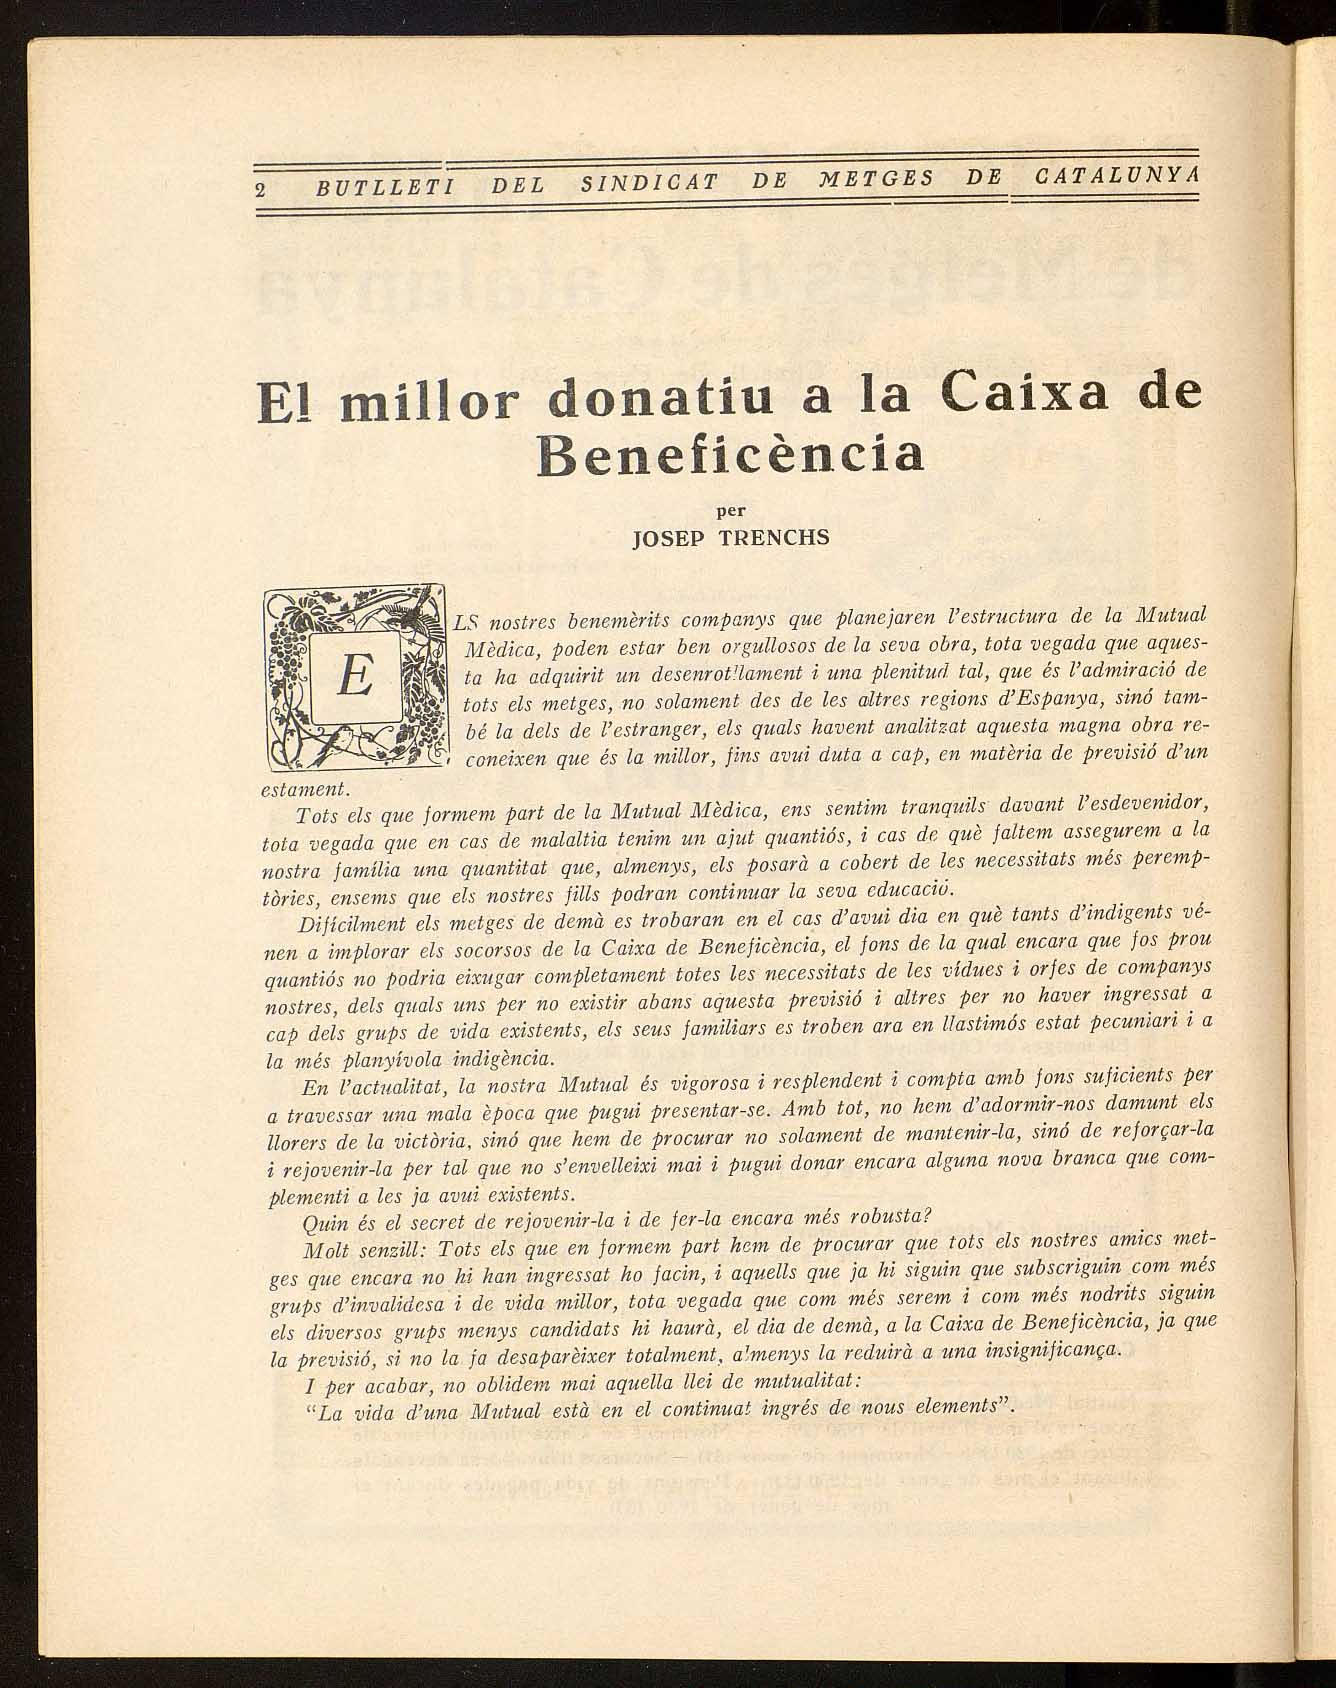 2 BUTLLETI DEL SINDICAT DE METGES DE CATALUNYA
El millor donatiu a la Caixa de
Beneficència
per
JOSEP TRENCHS
ELS nostres benemèrits companys que planejaren l'estructura de la Mutual
Mèdica, poden estar ben orgullosos de la seva obra, tota vegada que aques-
ta ha adquirit un desenrotllament i una plenitud tal, que és l'admiració de
tots els metges, no solament des de les altres regions d'Espanya, sinó tam-
bé la dels de l'estranger, els quals havent analitzat aquesta magna obra re-
coneixen que és la millor, fins avui duta a cap, en matèria de previsió d'un
estament.
Tots els que formem part de la Mutual Mèdica, ens sentim tranquils davant l'esdevenidor,
tota vegada que en cas de malaltia tenim un ajut quantiós, i cas de què faltem assegurem a la
nostra família una quantitat que, almenys, els posarà a cobert de les necessitats més peremp-
tòries, ensems que els nostres fills podran continuar la seva educació.
Difícilment els metges de demà es trobaran en el cas d'avui dia en què tants d'indigents vé-
nen a implorar els socorsos de la Caixa de Beneficència, el fons de la qual encara que fos prou
quantiós no podria eixugar completament totes les necessitats de les vídues i orfes de companys
nostres, dels quals uns per no existir abans aquesta previsió i altres per no haver ingressat a
cap dels grups de vida existents, els seus familiars es troben ara en llastimós estat pecuniari i a
la més planyívola indigència.
En l'actualitat, la nostra Mutual és vigorosa i resplendent i compta amb fons suficients per
a travessar una mala època que pugui presentar-se. Amb tot, no hem d'adormir-nos damunt els
llorers de la victòria, sinó que hem de procurar no solament de mantenir-la, sinó de reforçar-la
i rejovenir-la per tal que no s'envelleixi mai i pugui donar encara alguna nova branca que com-
plementi a les ja avui existents.
Quin és el secret de rejovenir-la i de fer-la encara més robusta?
Molt senzill: Tots els que en formem part hem de procurar que tots els nostres amics met-
ges que encara no hi han ingressat ho facin, i aquells que ja hi siguin que subscriguin com més
grups d'invalidesa i de vida millor, tota vegada que com més serem i com més nodrits siguin
els diversos grups menys candidats hi haurà, el dia de demà, a la Caixa de Beneficència, ja que
la previsió, si no la fa desaparèixer totalment, almenys la reduirà a una insignificança.
I per acabar, no oblidem mai aquella llei de mutualitat:
"La vida d'una Mutual està en el continuat ingrés de nous elements".